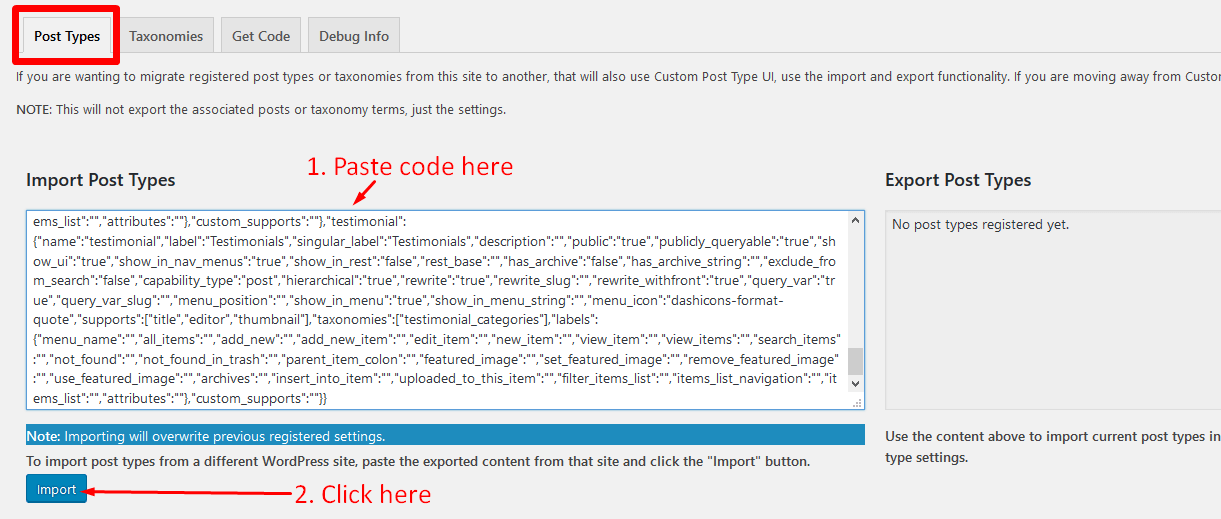 Post Types
Taxonomies
Get Code
Debug Info
If you are wanting to migrate registered post types or taxonomies from this site to another, that will also use Custom Post Type UI, use the import and export functionality. If you are moving away from Custo
NOTE: This will not export the associated posts or taxonomy terms, just the settings.
1. Paste code here
Import Post Types
ems_list":"","attributes":""},"custom_supports":""},"testimonial":
{"name":"testimonial","label":"Testimonials","singular_label":"Testimonials","description":"","public":"true","publicly_queryable":"true","sho
w_ui":"true","show_in_nav_menus":"true","show_in_rest":"false","rest_base":"","has_archive":"false","has_archive_string":"","exclude_fro
m_search":"false","capability_type":"post","hierarchical":"true","rewrite":"true","rewrite_slug":"","rewrite_withfront":"true","query_var":"tr
ue","query_var_slug":"","menu_position":"","show_in_menu":"true","show_in_menu_string":"","menu_icon":"dashicons-format-
quote","supports":["title","editor","thumbnail"],"taxonomies":["testimonial_categories"],"labels":
{"menu_name":"","all_items":"","add_new":"","add_new_item":"","edit_item":"","new_item":"","view_item":"","view_items":"","search_items"
:"","not_found":"","not_found_in_trash":"","parent_item_colon":"","featured_image":"","set_featured_image":"","remove_featured_image"
:"","use_featured_image":"","archives":"","insert_into_item":"","uploaded_to_this_item":"","filter_items_list":"","items_list_navigation":"","it
ems_list":"","attributes":""},"custom_supports":""}}
Note: Importing will overwrite previous registered settings.
To import post types from a different WordPress site, paste the exported content from that site and click the "Import" button.
Import
2. Click here
Export Post Types
No post types registered yet.
Use the content above to import current post types in
type settings.